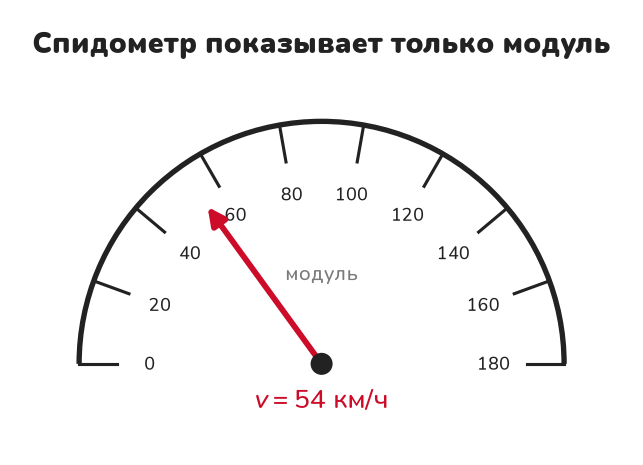 Спидометр показывает только модуль
80 100
60 120
40 140
модуль
20 160
0 180
v = 54 км/ч